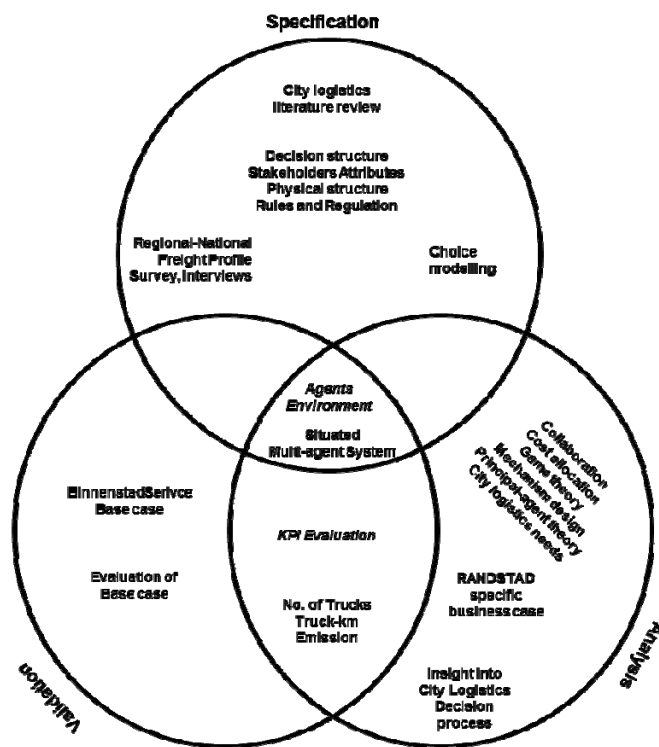 Specification
City logistics
literature review
Decision structure
Stakeholders Attributes
Physical structure
Rules and Regulation
Regional-National
Freight Profile
Survey, Interviews
Choice
modelling
Agents
Environment
Situated
Multi-agent System
Collaboration
Cost allocation
Game theory
Mechanism design
Principal-agent theory
City logistics needs
BinnenstadSerivce
Base case
KPI Evaluation
Evaluation of
Base case
No. of Trucks
Truck-km
Emission
RANDSTAD
specific
business case
Insight into
City Logistics
Decision
process
Validation
Analysis